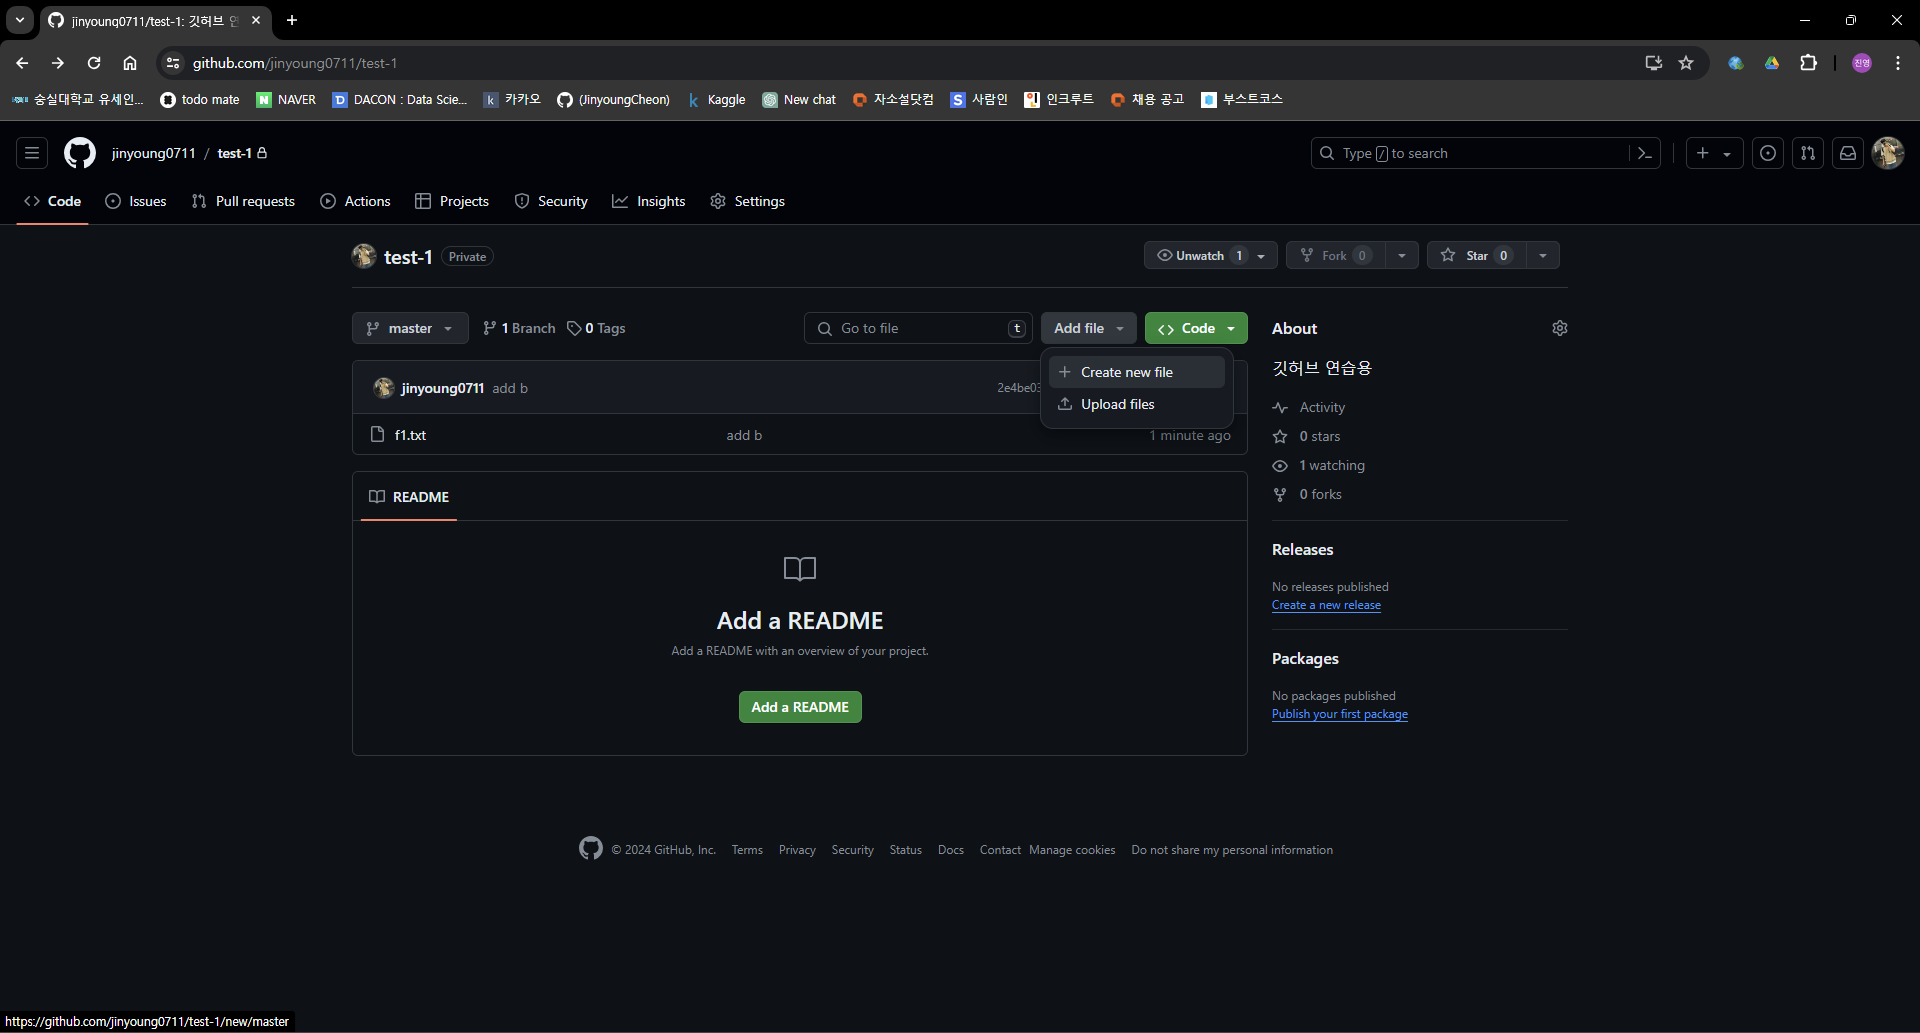 jinyoung0711/test-1: 깃허브 연
github.com/jinyoung0711/test-1
진영
숭실대학교 유세인...
todo mate
NAVER
DACON : Data Scie...
카카오
(JinyoungCheon)
Kaggle
New chat
자소설닷컴
사람인
인크루트
채용 공고
부스트코스
jinyoung0711 / test-1
Type / to search
Code
Issues
Pull requests
Actions
Projects
Security
Insights
Settings
test-1 Private
Unwatch 1
Fork 0
Star 0
master
1 Branch
0 Tags
Go to file t
Add file
Code
About
Create new file
Upload files
깃허브 연습용
jinyoung0711 add b
2e4be03
f1.txt add b 1 minute ago
Activity
0 stars
1 watching
0 forks
README
Add a README
Add a README with an overview of your project.
Add a README
Releases
No releases published
Create a new release
Packages
No packages published
Publish your first package
© 2024 GitHub, Inc. Terms Privacy Security Status Docs Contact Manage cookies Do not share my personal information
https://github.com/jinyoung0711/test-1/new/master